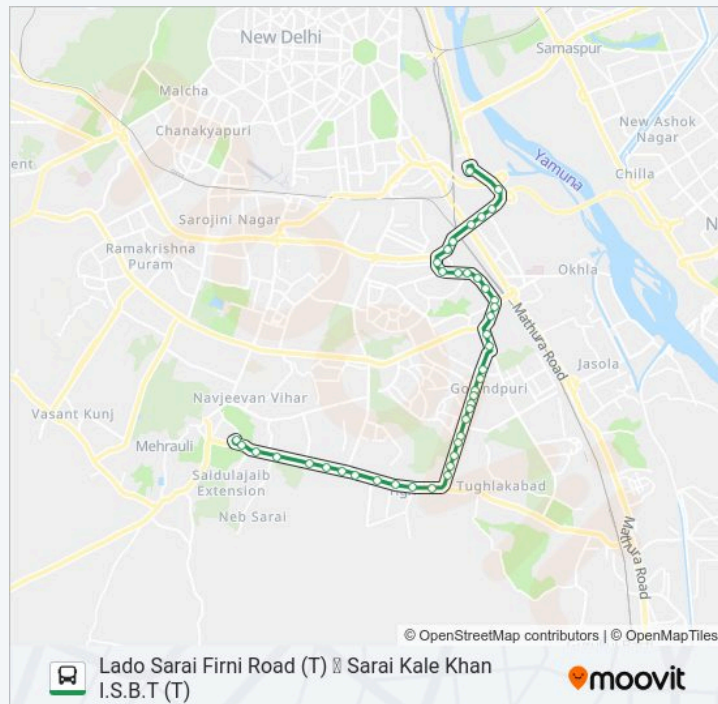 New Delhi
Samaspur
Malcha
New Ashok
Nagar
Chanakyapuri
Yamuna
Chilla
Sarojini Nagar
Ramakrishna
Puram
Okhla
Mathura Road
Jasola
Navjeevan Vihar
Vasant Kunj
Mehrauli
Saidulajaib
Extension
Tughlakabad
Neb Sarai
Mathura Road
© OpenStreetMap contributors | © OpenMapTiles
Lado Sarai Firni Road (T) Sarai Kale Khan
I.S.B.T (T)
moovit